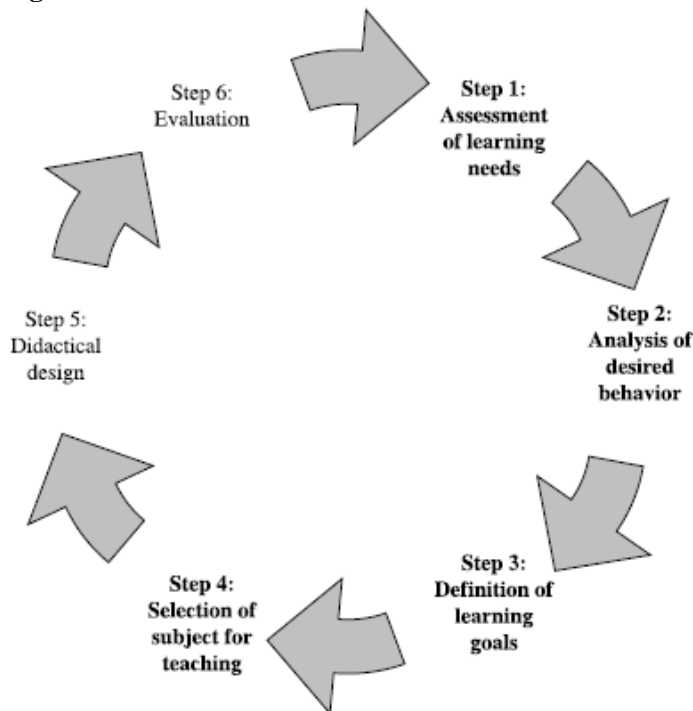 Step 1:
Assessment
of learning
needs
Step 2:
Analysis of
desired
behavior
Step 3:
Definition of
learning
goals
Step 4:
Selection of
subject for
teaching
Step 5:
Didactical
design
Step 6:
Evaluation